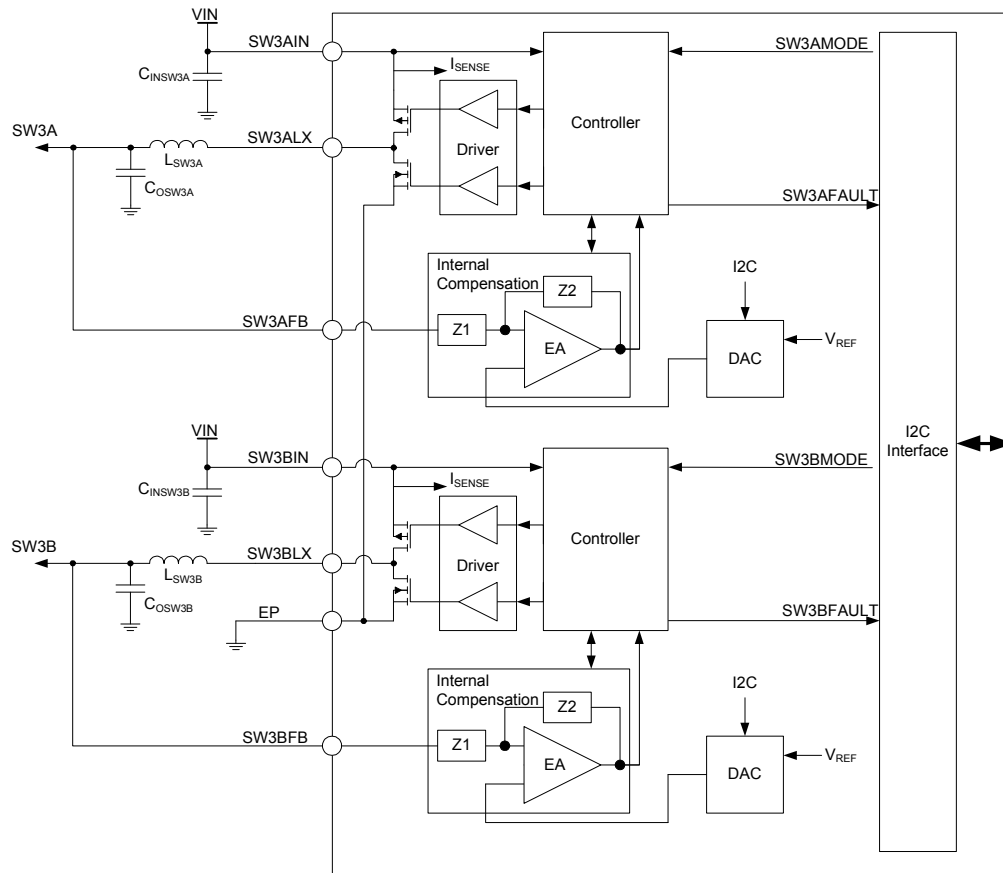 VIN
SW3AIN
SW3AMODE
ISENSE
CINSW3A
Controller
SW3A
SW3ALX
Driver
LSW3A
COSW3A
SW3AFAULT
Internal
Compensation
I2C
Z2
SW3AFB
Z1
EA
DAC
VREF
I2C
Interface
VIN
SW3BIN
SW3BMODE
ISENSE
CINSW3B
Controller
SW3B
SW3BLX
Driver
LSW3B
COSW3B
EP
SW3BFAULT
Internal
Compensation
I2C
Z2
SW3BFB
Z1
EA
DAC
VREF